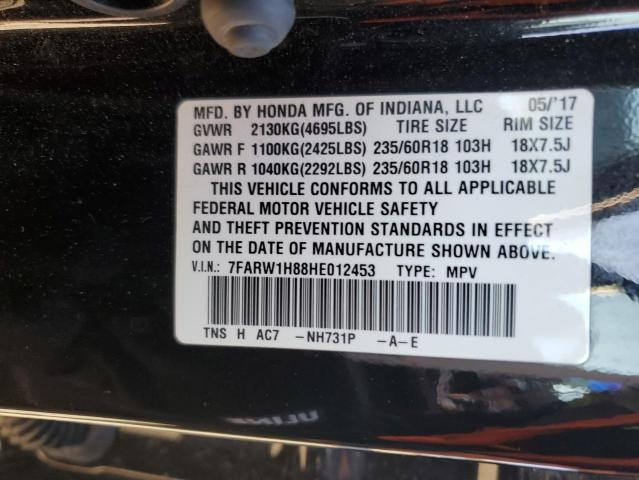 MFD. BY HONDA MFG. OF INDIANA, LLC 05/'17
GVWR 2130KG(4695LBS) TIRE SIZE RIM SIZE
GAWR F 1100KG(2425LBS) 235/60R18 103H 18X7.5J
GAWR R 1040KG(2292LBS) 235/60R18 103H 18X7.5J
THIS VEHICLE CONFORMS TO ALL APPLICABLE
FEDERAL MOTOR VEHICLE SAFETY
AND THEFT PREVENTION STANDARDS IN EFFECT
ON THE DATE OF MANUFACTURE SHOWN ABOVE.
V.I.N.: 7FARW1H88HE012453 TYPE: MPV
TNS H AC7 -NH731P -A-E